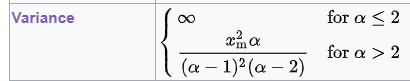 Variance
∞ for α ≤ 2
x_m^2 α / ((α − 1)^2 (α − 2)) for α > 2